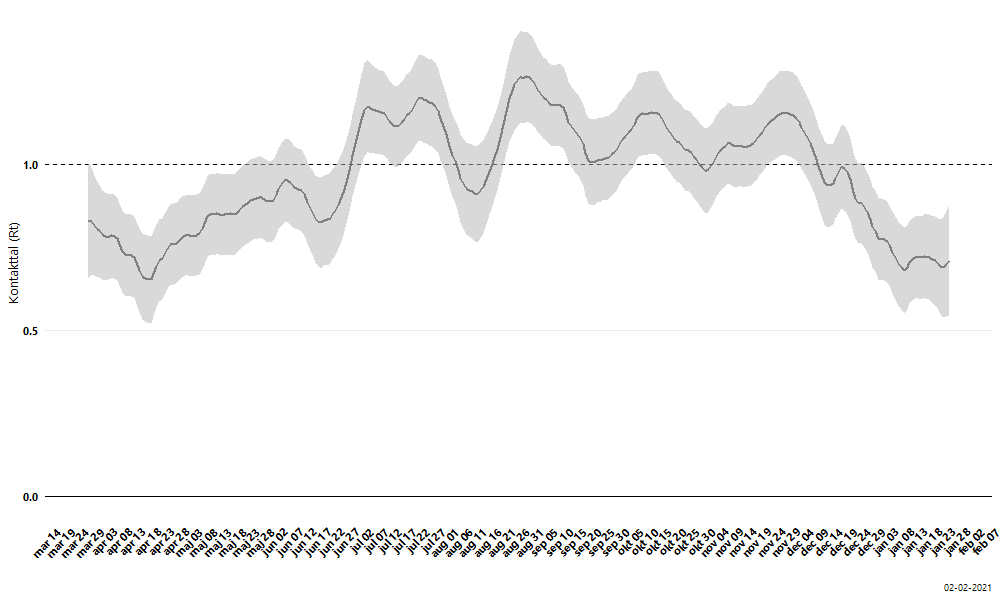 1.0
Kontakttal (Rt)
0.5
0.0
mar 14
mar 19
mar 24
mar 29
apr 03
apr 08
apr 13
apr 18
apr 23
apr 28
maj 03
maj 08
maj 13
maj 18
maj 23
maj 28
jun 02
jun 07
jun 12
jun 17
jun 22
jun 27
jul 02
jul 07
jul 12
jul 17
jul 22
jul 27
aug 01
aug 06
aug 11
aug 16
aug 21
aug 26
aug 31
sep 05
sep 10
sep 15
sep 20
sep 25
sep 30
okt 05
okt 10
okt 15
okt 20
okt 25
okt 30
nov 04
nov 09
nov 14
nov 19
nov 24
nov 29
dec 04
dec 09
dec 14
dec 19
dec 24
dec 29
jan 03
jan 08
jan 13
jan 18
jan 23
jan 28
feb 02
feb 07
02-02-2021